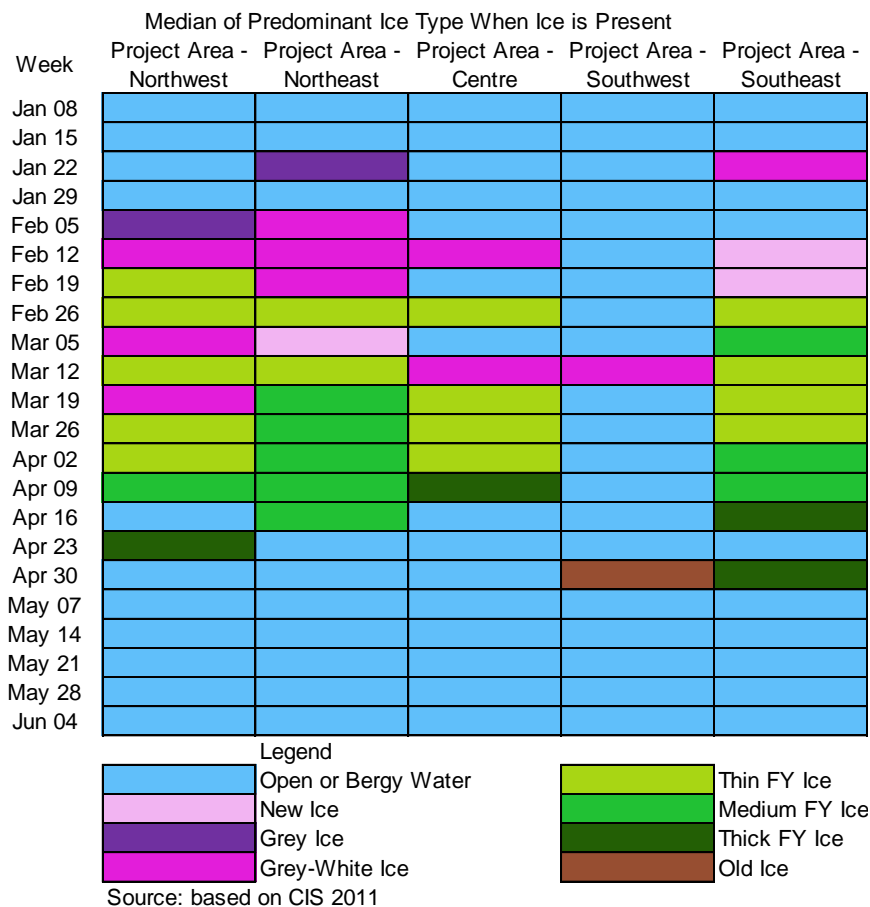 Median of Predominant Ice Type When Ice is Present
Week
Project Area - Northwest
Project Area - Northeast
Project Area - Centre
Project Area - Southwest
Project Area - Southeast
Jan 08
Jan 15
Jan 22
Jan 29
Feb 05
Feb 12
Feb 19
Feb 26
Mar 05
Mar 12
Mar 19
Mar 26
Apr 02
Apr 09
Apr 16
Apr 23
Apr 30
May 07
May 14
May 21
May 28
Jun 04
Legend
Open or Bergy Water
New Ice
Grey Ice
Grey-White Ice
Thin FY Ice
Medium FY Ice
Thick FY Ice
Old Ice
Source: based on CIS 2011